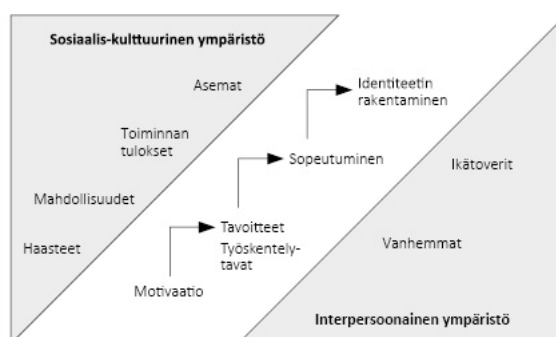 Sosiaalis-kulttuurinen ympäristö
Asemat
Identiteetin
rakentaminen
Toiminnan
tulokset
Sopeutuminen
Ikätoverit
Mahdollisuudet
Tavoitteet
Työskentely-
tavat
Haasteet
Vanhemmat
Motivaatio
Interpersoonainen ympäristö